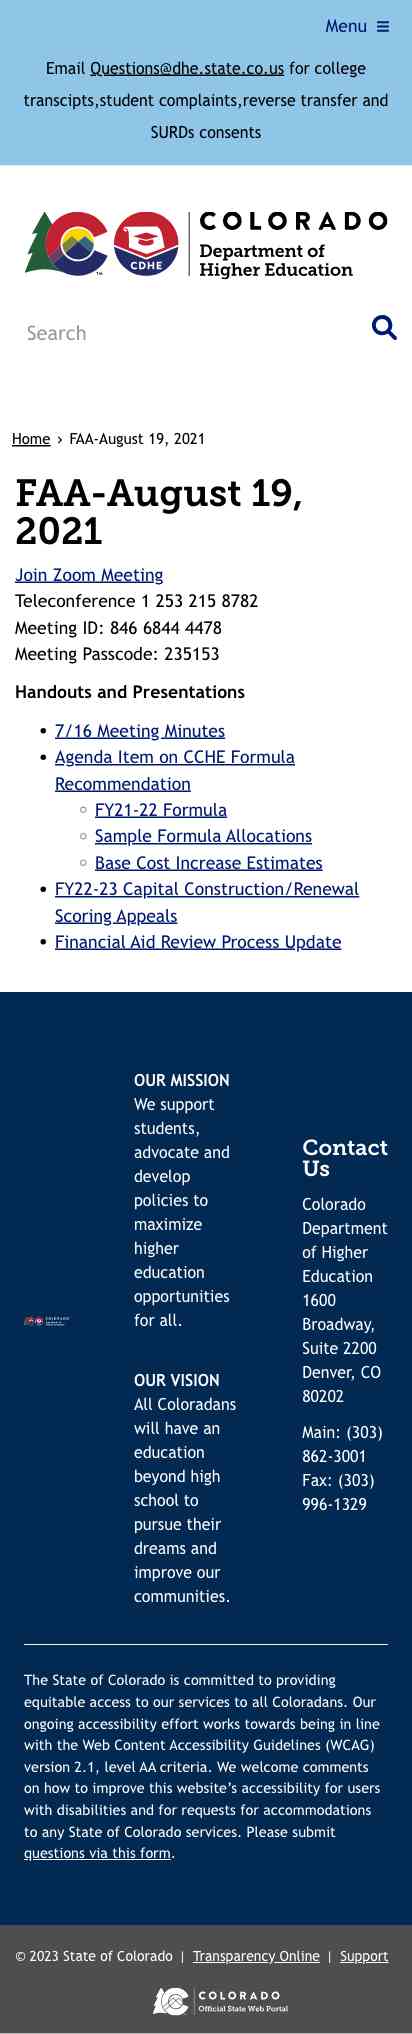 Menu
Email Questions@dhe.state.co.us for college
transcipts,student complaints,reverse transfer and
SURDs consents
COLORADO
CDHE
TM
Department of
Higher Education
Search
Home › FAA-August 19, 2021
FAA-August 19,
2021
Join Zoom Meeting
Teleconference 1 253 215 8782
Meeting ID: 846 6844 4478
Meeting Passcode: 235153
Handouts and Presentations
7/16 Meeting Minutes
Agenda Item on CCHE Formula
Recommendation
FY21-22 Formula
Sample Formula Allocations
Base Cost Increase Estimates
FY22-23 Capital Construction/Renewal
Scoring Appeals
Financial Aid Review Process Update
OUR MISSION
We support
students,
advocate and
develop
policies to
maximize
higher
education
opportunities
for all.
OUR VISION
All Coloradans
will have an
education
beyond high
school to
pursue their
dreams and
improve our
communities.
Contact
Us
Colorado
Department
of Higher
Education
1600
Broadway,
Suite 2200
Denver, CO
80202
Main: (303)
862-3001
Fax: (303)
996-1329
The State of Colorado is committed to providing
equitable access to our services to all Coloradans. Our
ongoing accessibility effort works towards being in line
with the Web Content Accessibility Guidelines (WCAG)
version 2.1, level AA criteria. We welcome comments
on how to improve this website's accessibility for users
with disabilities and for requests for accommodations
to any State of Colorado services. Please submit
questions via this form.
© 2023 State of Colorado | Transparency Online | Support
COLORADO
Official State Web Portal